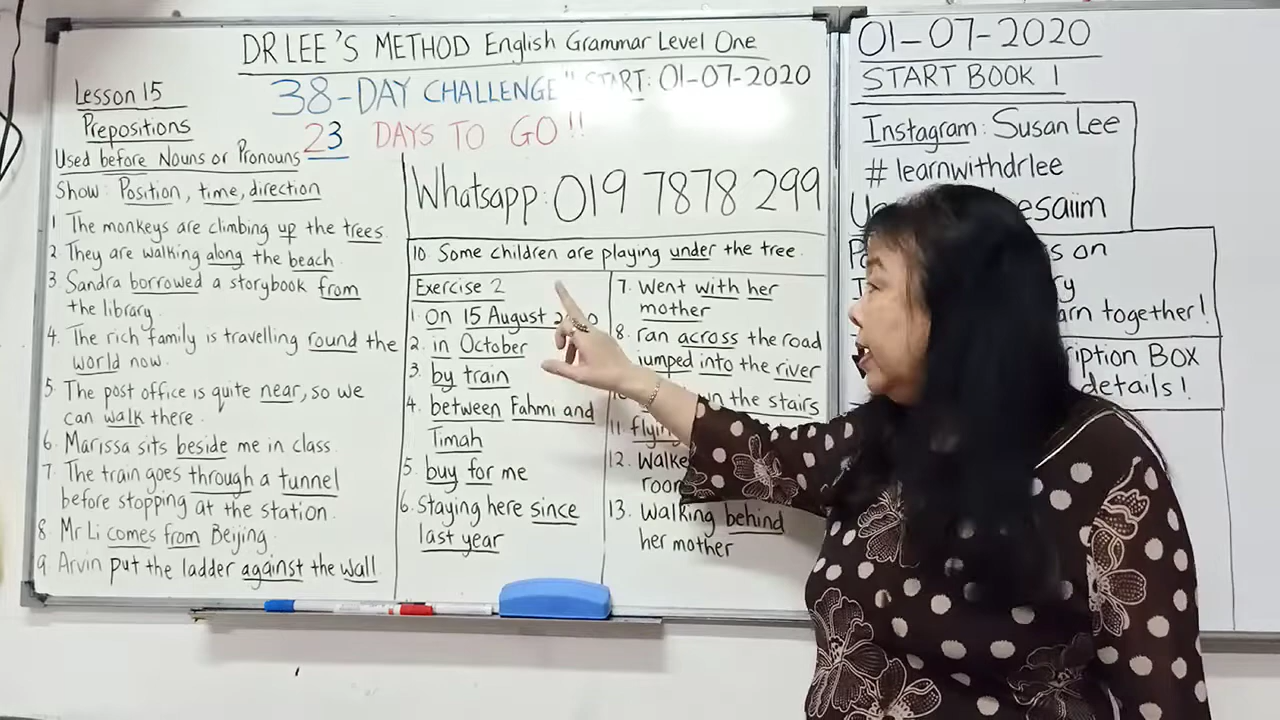 DR LEE'S METHOD English Grammar Level One
38-DAY CHALLENGE" START: 01-07-2020
23 DAYS TO GO!!
Lesson 15
Prepositions
Used before Nouns or Pronouns
Show: Position, time, direction
1 The monkeys are climbing up the trees.
2 They are walking along the beach.
3. Sandra borrowed a storybook from
the library.
4. The rich family is travelling round the
world now.
5. The post office is quite near, so we
can walk there.
6. Marissa sits beside me in class.
7. The train goes through a tunnel
before stopping at the station.
8 Mr Li comes from Beijing.
9. Arvin put the ladder against the wall.
Whatsapp: 019 7878 299
10. Some children are playing under the tree.
Exercise 2
1. On 15 August
2. in October
3. by train
4. between Fahmi and
Timah
5. buy for me
6. Staying here since
last year
7. Went with her
mother
8. ran across the road
jumped into the river
the stairs
11. flying
12. Walke
room
13. Walking behind
her mother
01-07-2020
START BOOK 1
Instagram: Susan Lee
# learnwithdrlee
esaiim
on
arn together!
iption Box
details!